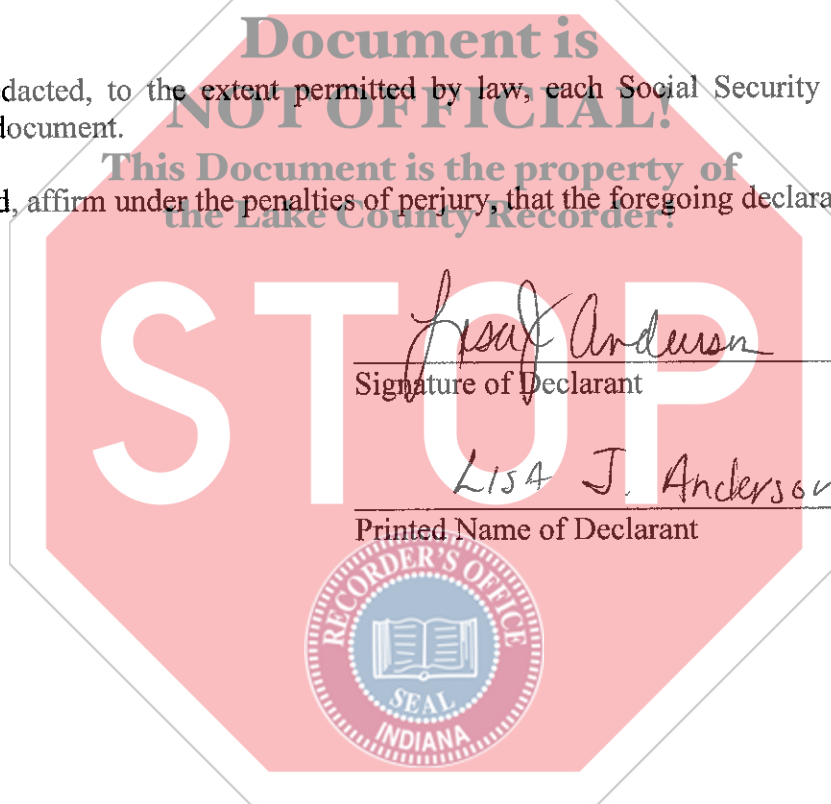 Document is
dacted, to the extent permitted by law, each Social Security
NOT OFFICIAL!
document.
This Document is the property of
d, affirm under the penalties of perjury, that the foregoing declara
the Lake County Recorder!
STOP
Lisa J Anderson
Signature of Declarant
LISA J. Anderson
Printed Name of Declarant
RECORDER'S OFFICE
SEAL
INDIANA